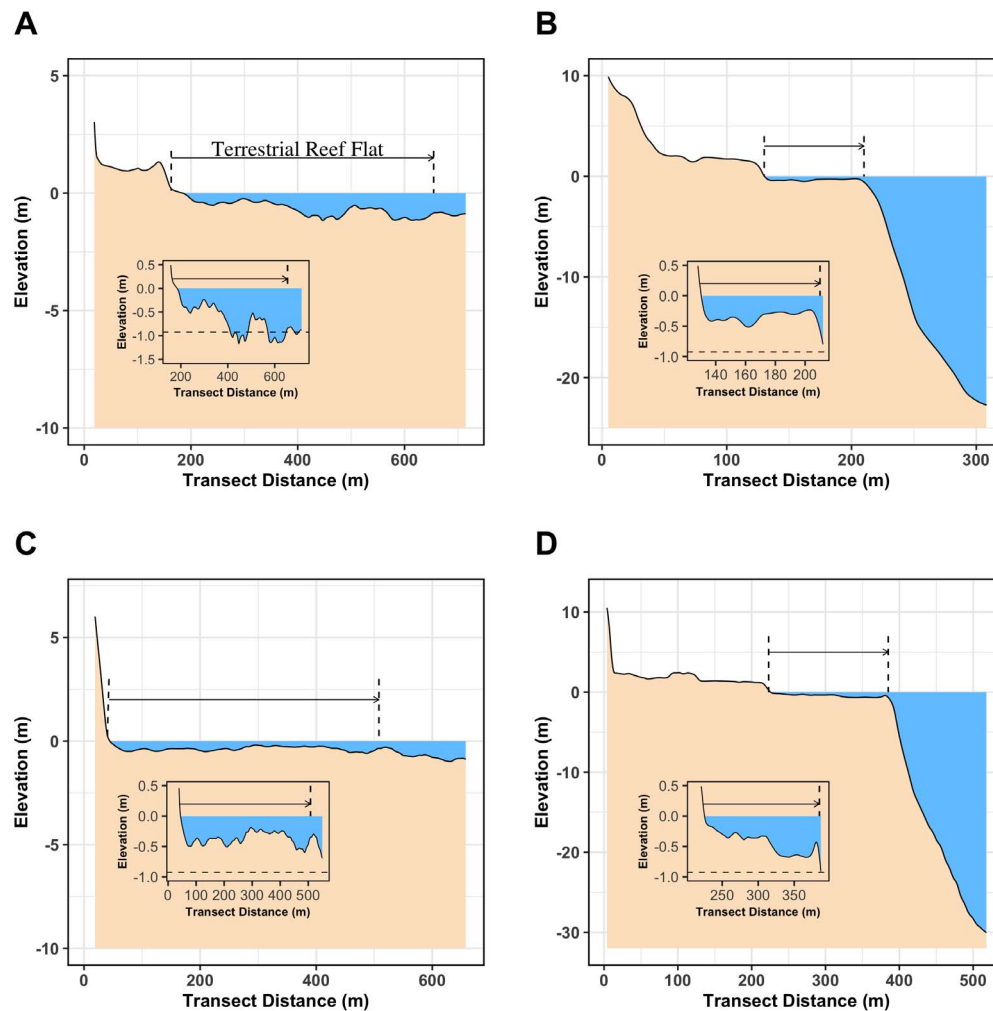 A
5
0
-5
-10
Elevation (m)
Terrestrial Reef Flat
0.5
0.0
-0.5
-1.0
-1.5
Elevation (m)
200 400 600
Transect Distance (m)
0 200 400 600
Transect Distance (m)
B
10
0
-10
-20
Elevation (m)
0.5
0.0
-0.5
-1.0
Elevation (m)
140 160 180 200
Transect Distance (m)
0 100 200 300
Transect Distance (m)
C
5
0
-5
-10
Elevation (m)
0.5
0.0
-0.5
-1.0
Elevation (m)
0 100 200 300 400 500
Transect Distance (m)
0 200 400 600
Transect Distance (m)
D
10
0
-10
-20
-30
Elevation (m)
0.5
0.0
-0.5
-1.0
Elevation (m)
250 300 350
Transect Distance (m)
0 100 200 300 400 500
Transect Distance (m)